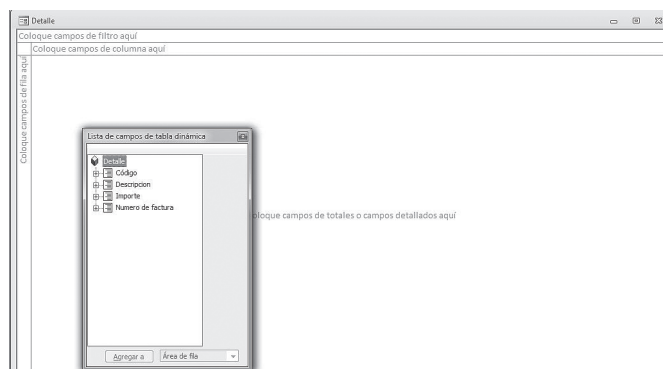 Detalle
Coloque campos de filtro aquí
Coloque campos de columna aquí
Coloque campos de fila aquí
Lista de campos de tabla dinámica
Detalle
Código
Descripcion
Importe
Numero de factura
oloque campos de totales o campos detallados aquí
Agregar a
Área de fila